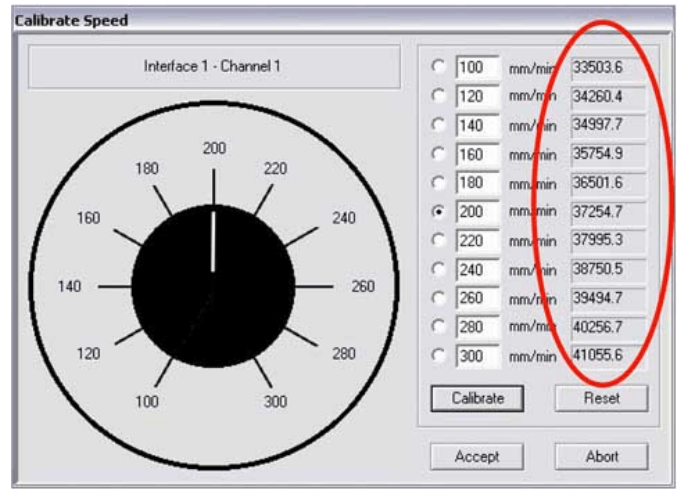 Calibrate Speed
Interface 1 - Channel 1
200
180
220
160
240
140
260
120
280
100
300
100 mm/min 33503.6
120 mm/min 34260.4
140 mm/min 34997.7
160 mm/min 35754.9
180 mm/min 36501.6
200 mm/min 37254.7
220 mm/min 37995.3
240 mm/min 38750.5
260 mm/min 39494.7
280 mm/min 40256.7
300 mm/min 41055.6
Calibrate Reset
Accept Abort